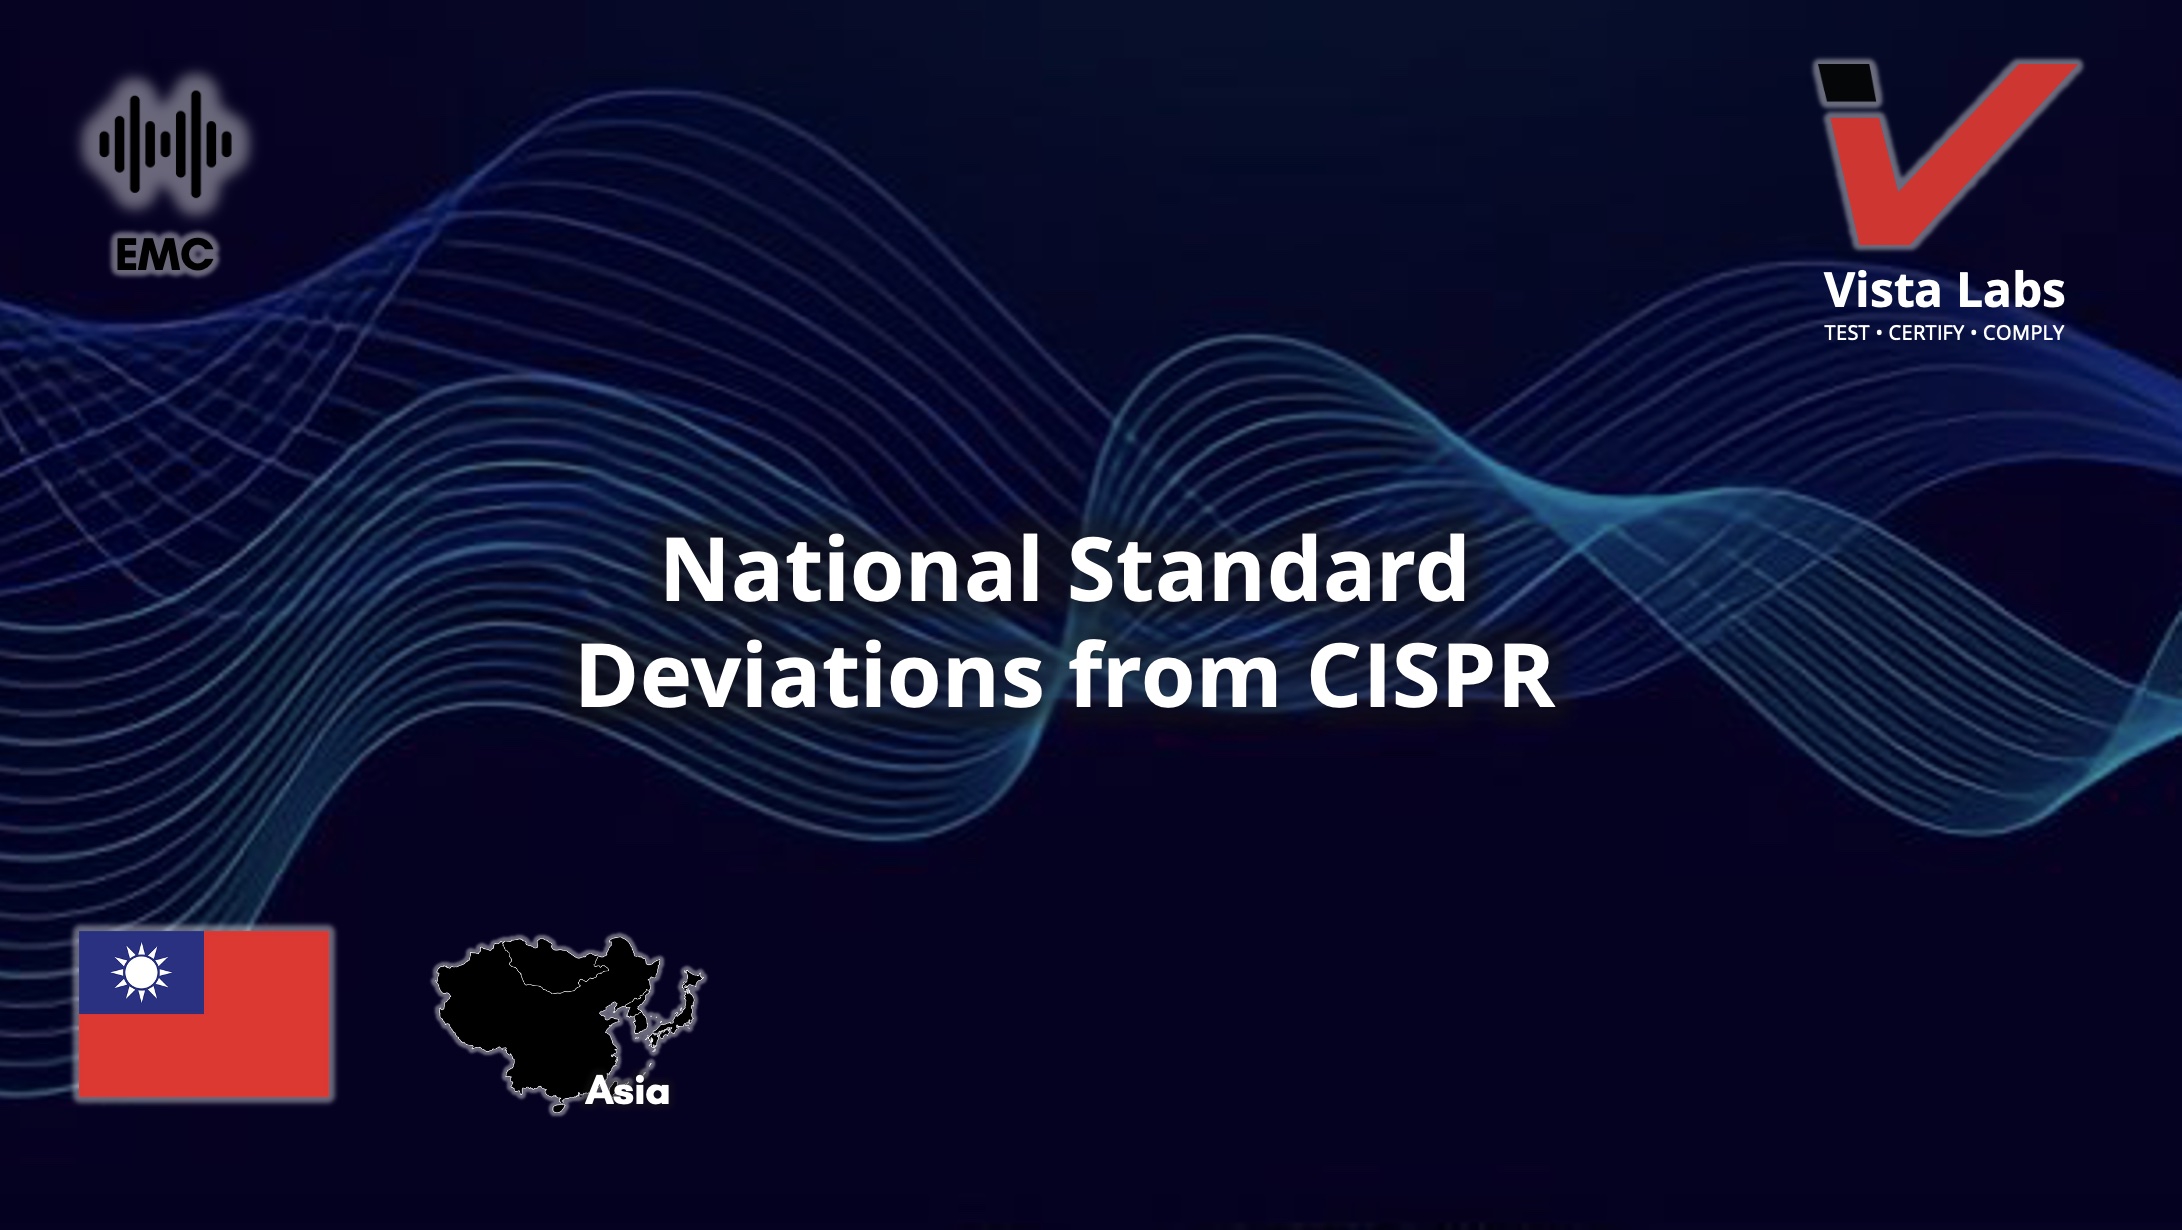 EMC
Vista Labs
TEST • CERTIFY • COMPLY
National Standard
Deviations from CISPR
Asia